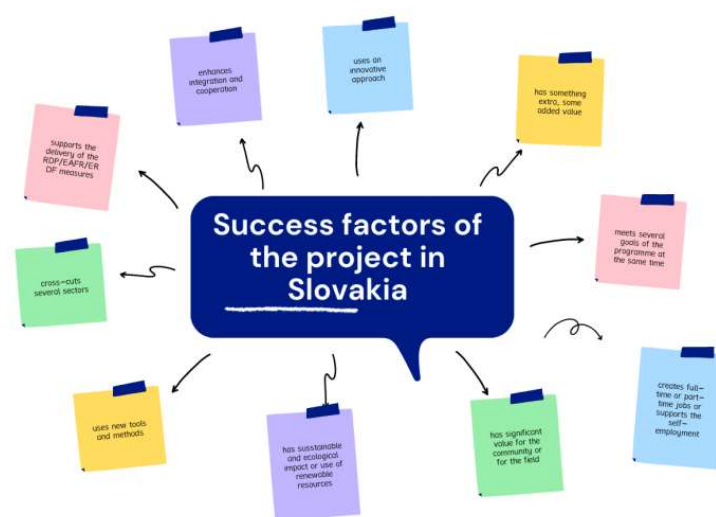 Success factors of
the project in
Slovakia
enhances
integration and
cooperation
uses an
innovative
approach
has something
extra, some
added value
supports the
delivery of the
RDP/EAFR/ER
DF measures
meets several
goals of the
programme at
the same time
cross-cuts
several sectors
creates full-
time or part-
time jobs or
supports the
self-
employment
uses new tools
and methods
has susstainable
and ecological
impact or use of
renewable
resources
has significant
value for the
community or
for the field